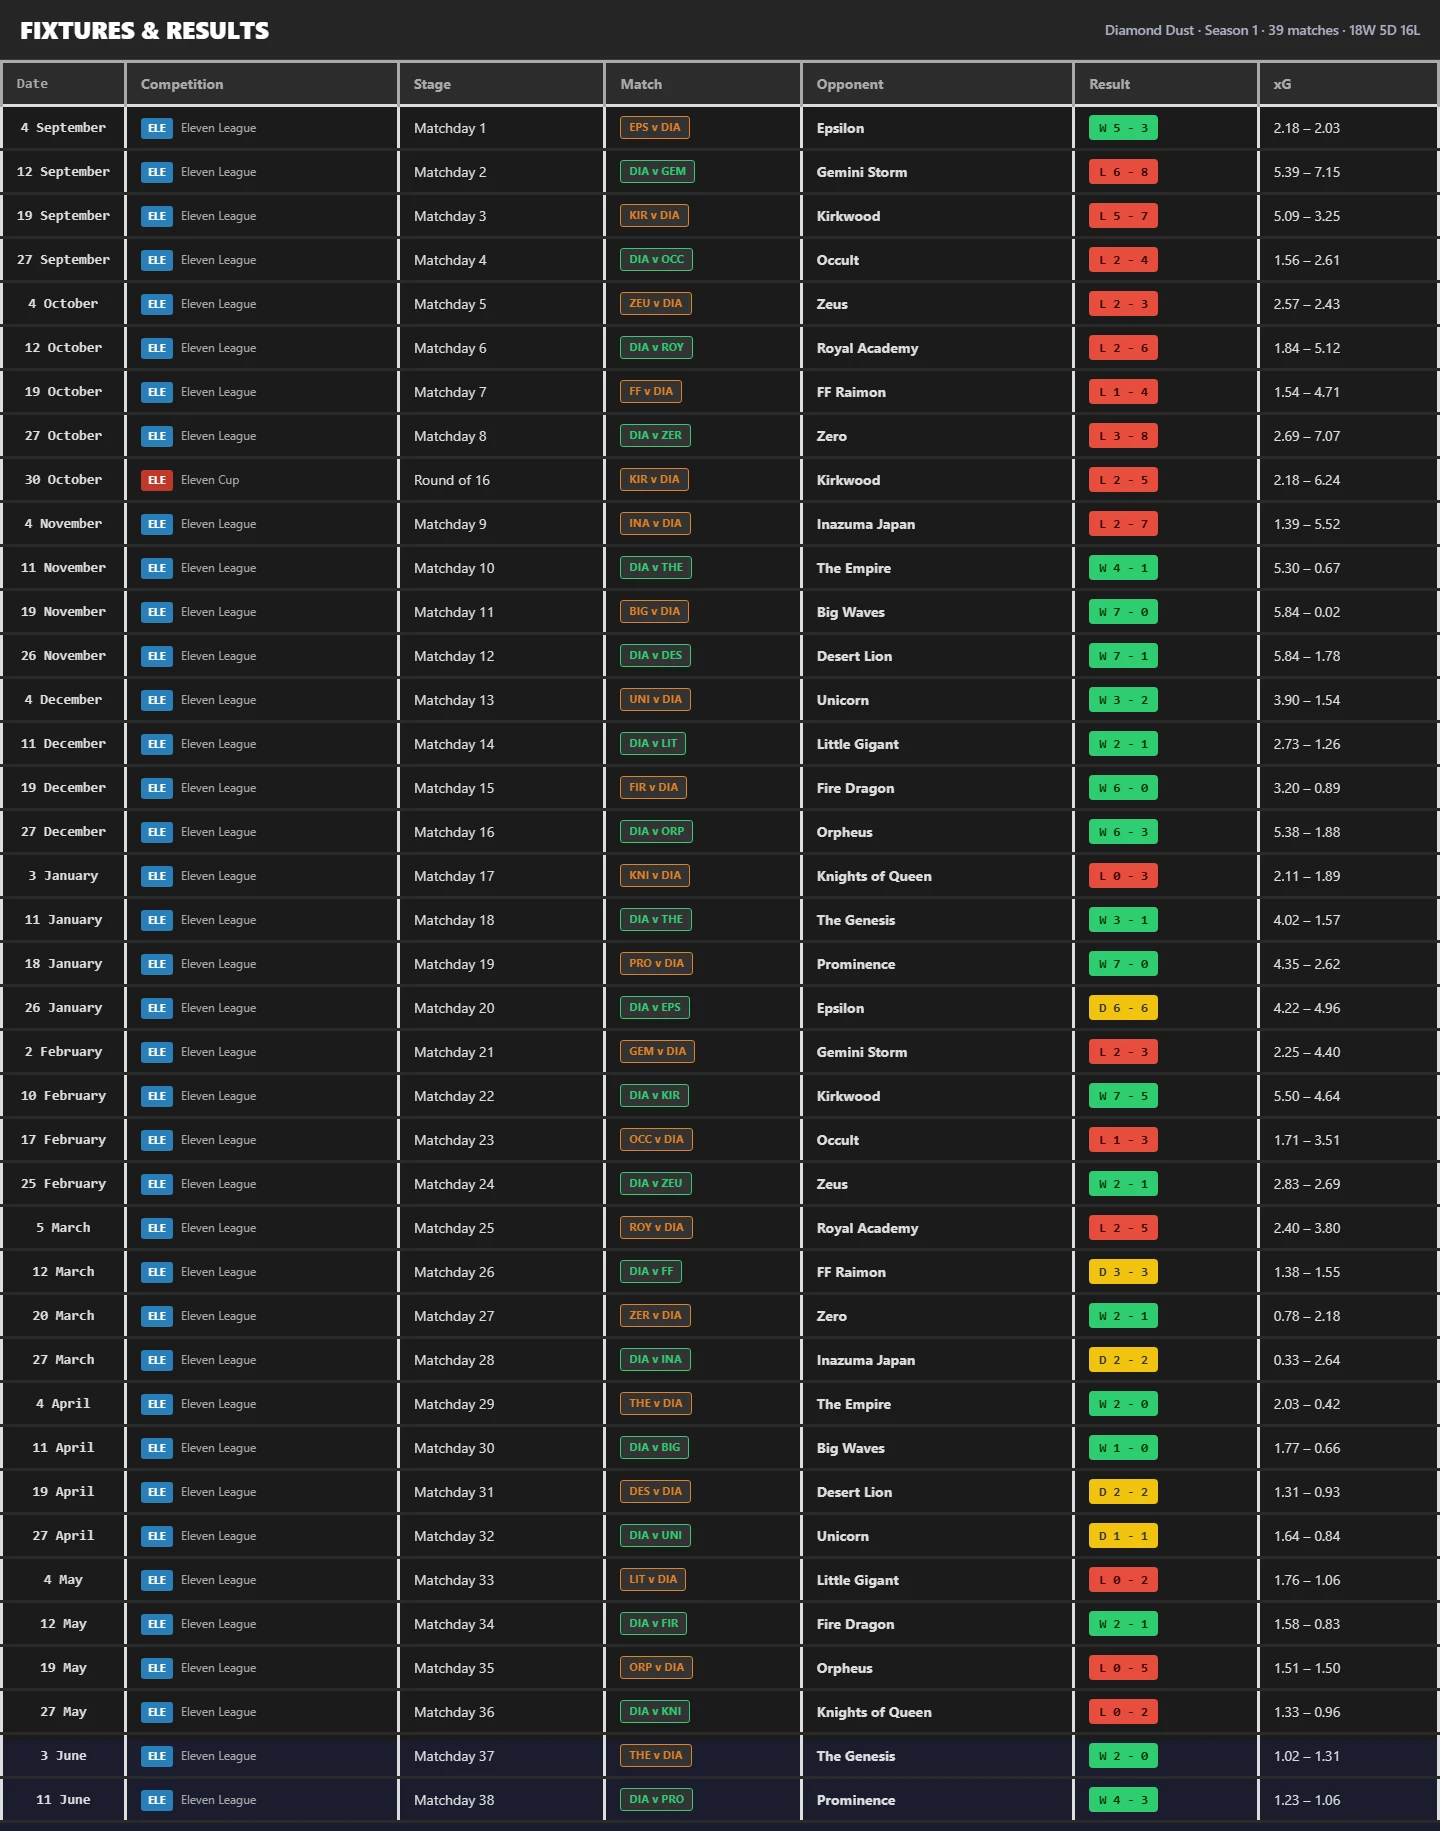 FIXTURES & RESULTS
Diamond Dust · Season 1 · 39 matches · 18W 5D 16L
Date Competition Stage Match Opponent Result xG
4 September ELE Eleven League Matchday 1 EPS v DIA Epsilon W 5 - 3 2.18 – 2.03
12 September ELE Eleven League Matchday 2 DIA v GEM Gemini Storm L 6 - 8 5.39 – 7.15
19 September ELE Eleven League Matchday 3 KIR v DIA Kirkwood L 5 - 7 5.09 – 3.25
27 September ELE Eleven League Matchday 4 DIA v OCC Occult L 2 - 4 1.56 – 2.61
4 October ELE Eleven League Matchday 5 ZEU v DIA Zeus L 2 - 3 2.57 – 2.43
12 October ELE Eleven League Matchday 6 DIA v ROY Royal Academy L 2 - 6 1.84 – 5.12
19 October ELE Eleven League Matchday 7 FF v DIA FF Raimon L 1 - 4 1.54 – 4.71
27 October ELE Eleven League Matchday 8 DIA v ZER Zero L 3 - 8 2.69 – 7.07
30 October ELE Eleven Cup Round of 16 KIR v DIA Kirkwood L 2 - 5 2.18 – 6.24
4 November ELE Eleven League Matchday 9 INA v DIA Inazuma Japan L 2 - 7 1.39 – 5.52
11 November ELE Eleven League Matchday 10 DIA v THE The Empire W 4 - 1 5.30 – 0.67
19 November ELE Eleven League Matchday 11 BIG v DIA Big Waves W 7 - 0 5.84 – 0.02
26 November ELE Eleven League Matchday 12 DIA v DES Desert Lion W 7 - 1 5.84 – 1.78
4 December ELE Eleven League Matchday 13 UNI v DIA Unicorn W 3 - 2 3.90 – 1.54
11 December ELE Eleven League Matchday 14 DIA v LIT Little Gigant W 2 - 1 2.73 – 1.26
19 December ELE Eleven League Matchday 15 FIR v DIA Fire Dragon W 6 - 0 3.20 – 0.89
27 December ELE Eleven League Matchday 16 DIA v ORP Orpheus W 6 - 3 5.38 – 1.88
3 January ELE Eleven League Matchday 17 KNI v DIA Knights of Queen L 0 - 3 2.11 – 1.89
11 January ELE Eleven League Matchday 18 DIA v THE The Genesis W 3 - 1 4.02 – 1.57
18 January ELE Eleven League Matchday 19 PRO v DIA Prominence W 7 - 0 4.35 – 2.62
26 January ELE Eleven League Matchday 20 DIA v EPS Epsilon D 6 - 6 4.22 – 4.96
2 February ELE Eleven League Matchday 21 GEM v DIA Gemini Storm L 2 - 3 2.25 – 4.40
10 February ELE Eleven League Matchday 22 DIA v KIR Kirkwood W 7 - 5 5.50 – 4.64
17 February ELE Eleven League Matchday 23 OCC v DIA Occult L 1 - 3 1.71 – 3.51
25 February ELE Eleven League Matchday 24 DIA v ZEU Zeus W 2 - 1 2.83 – 2.69
5 March ELE Eleven League Matchday 25 ROY v DIA Royal Academy L 2 - 5 2.40 – 3.80
12 March ELE Eleven League Matchday 26 DIA v FF FF Raimon D 3 - 3 1.38 – 1.55
20 March ELE Eleven League Matchday 27 ZER v DIA Zero W 2 - 1 0.78 – 2.18
27 March ELE Eleven League Matchday 28 DIA v INA Inazuma Japan D 2 - 2 0.33 – 2.64
4 April ELE Eleven League Matchday 29 THE v DIA The Empire W 2 - 0 2.03 – 0.42
11 April ELE Eleven League Matchday 30 DIA v BIG Big Waves W 1 - 0 1.77 – 0.66
19 April ELE Eleven League Matchday 31 DES v DIA Desert Lion D 2 - 2 1.31 – 0.93
27 April ELE Eleven League Matchday 32 DIA v UNI Unicorn D 1 - 1 1.64 – 0.84
4 May ELE Eleven League Matchday 33 LIT v DIA Little Gigant L 0 - 2 1.76 – 1.06
12 May ELE Eleven League Matchday 34 DIA v FIR Fire Dragon W 2 - 1 1.58 – 0.83
19 May ELE Eleven League Matchday 35 ORP v DIA Orpheus L 0 - 5 1.51 – 1.50
27 May ELE Eleven League Matchday 36 DIA v KNI Knights of Queen L 0 - 2 1.33 – 0.96
3 June ELE Eleven League Matchday 37 THE v DIA The Genesis W 2 - 0 1.02 – 1.31
11 June ELE Eleven League Matchday 38 DIA v PRO Prominence W 4 - 3 1.23 – 1.06